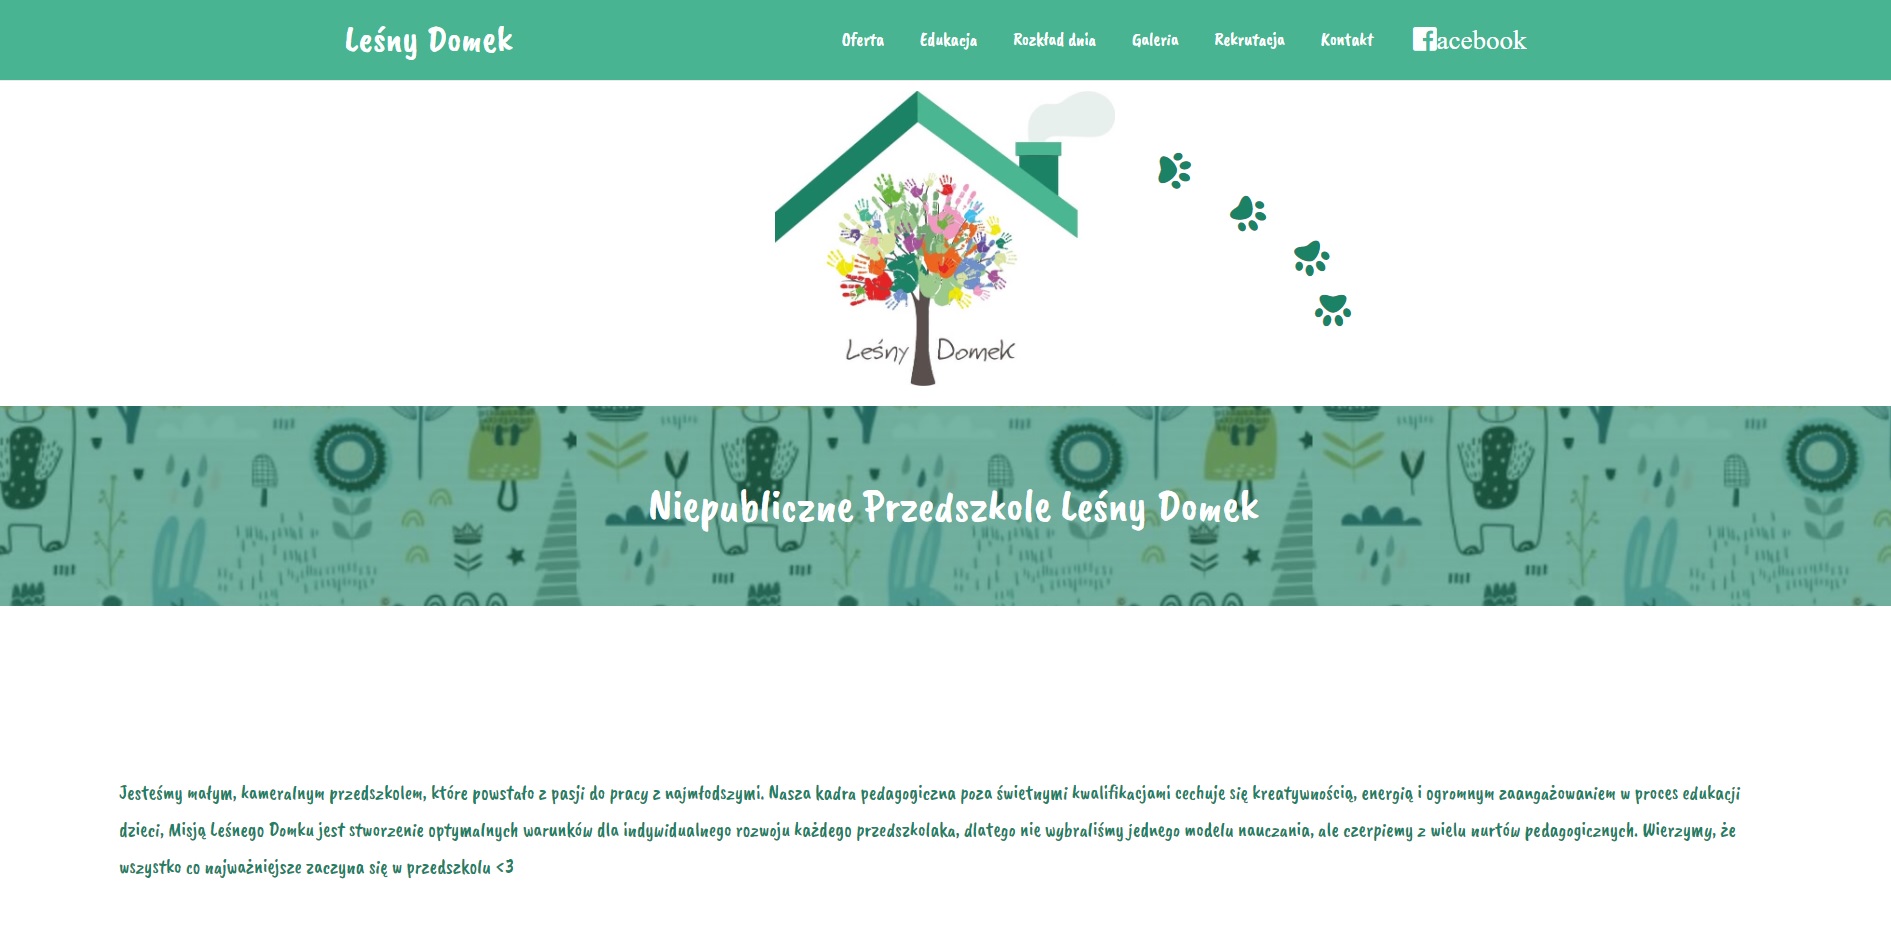 Leśny Domek
Oferta Edukacja Rozkład dnia Galeria Rekrutacja Kontakt facebook
Leśny Domek
Niepubliczne Przedszkole Leśny Domek
Jesteśmy małym, kameralnym przedszkolem, które powstało z pasji do pracy z najmłodszymi. Nasza kadra pedagogiczna poza świetnymi kwalifikacjami cechuje się kreatywnością, energią i ogromnym zaangażowaniem w proces edukacji
dzieci, Misją Leśnego Domku jest stworzenie optymalnych warunków dla indywidualnego rozwoju każdego przedszkolaka, dlatego nie wybraliśmy jednego modelu nauczania, ale czerpiemy z wielu nurtów pedagogicznych. Wierzymy, że
wszystko co najważniejsze zaczyna się w przedszkolu <3